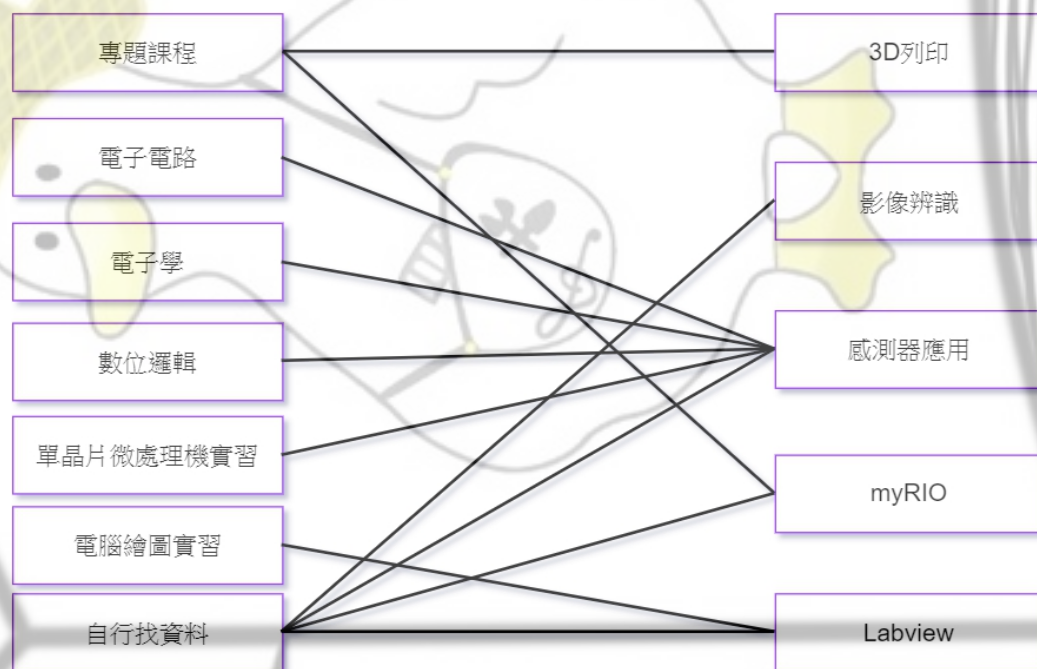 專題課程
3D列印
電子電路
影像辨識
電子學
數位邏輯
感測器應用
單晶片微處理機實習
myRIO
電腦繪圖實習
自行找資料
Labview